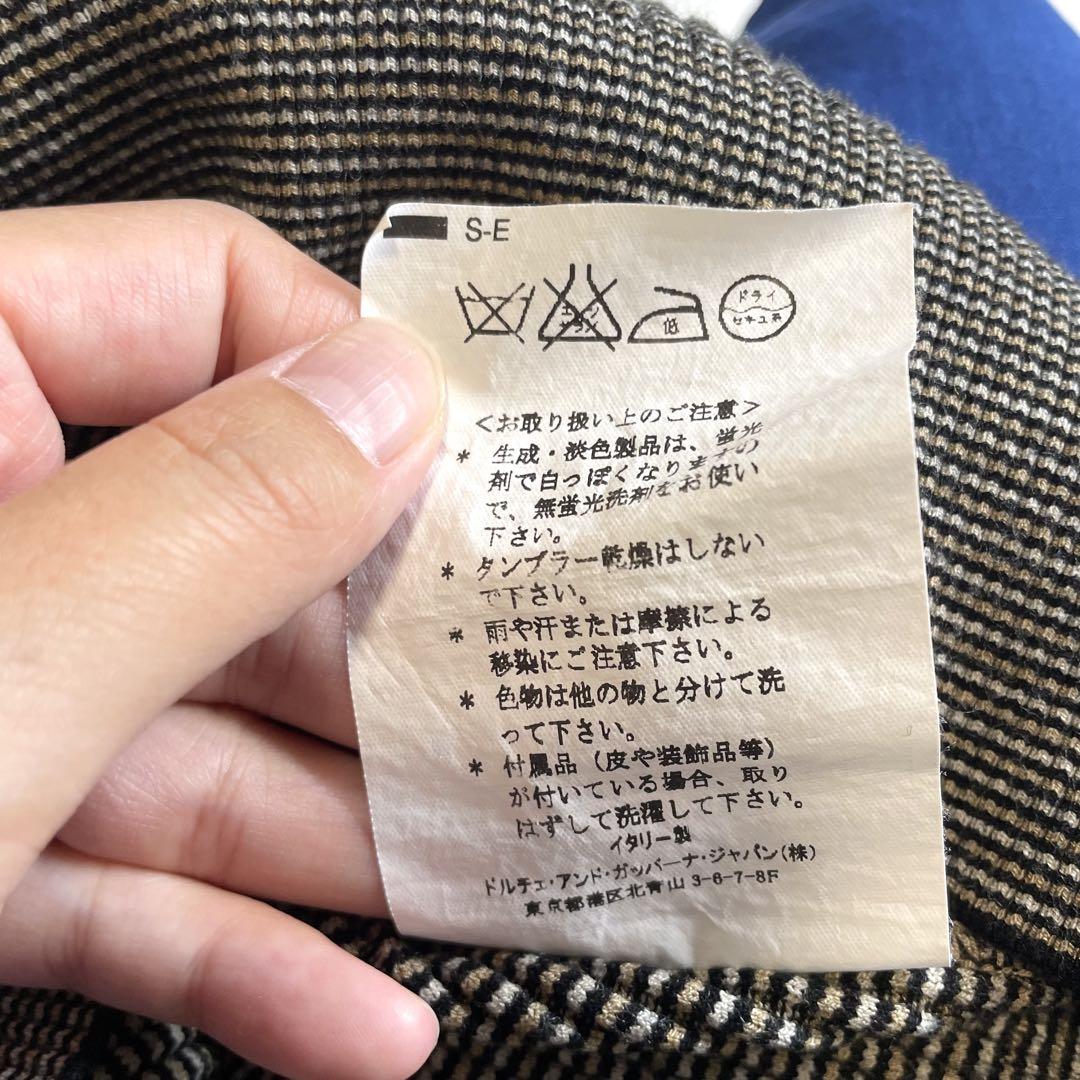 S-E
エンソ
サラシ
低
ドライ
セキユ系
<お取り扱い上のご注意>
* 生成・淡色製品は、蛍光
剤で白っぽくなりますの
で、無蛍光洗剤をお使い
下さい。
* タンブラー乾燥はしない
で下さい。
* 雨や汗または摩擦による
移染にご注意下さい。
* 色物は他の物と分けて洗
って下さい。
* 付属品(皮や装飾品等)
が付いている場合、取り
はずして洗濯して下さい。
イタリー製
ドルチェ・アンド・ガッバーナ・ジャパン(株)
東京都港区北青山3-6-7-8F